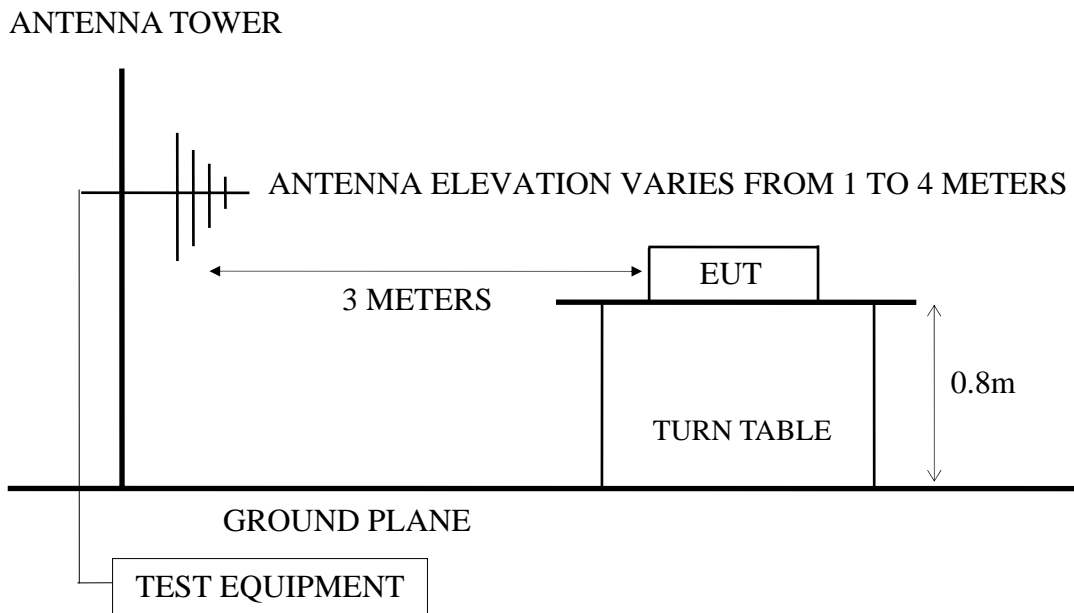 ANTENNA TOWER
ANTENNA ELEVATION VARIES FROM 1 TO 4 METERS
EUT
3 METERS
0.8m
TURN TABLE
GROUND PLANE
TEST EQUIPMENT